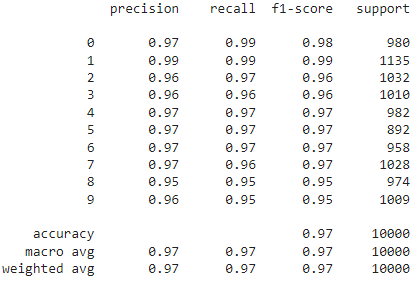 precision recall f1-score support
0 0.97 0.99 0.98 980
1 0.99 0.99 0.99 1135
2 0.96 0.97 0.96 1032
3 0.96 0.96 0.96 1010
4 0.97 0.97 0.97 982
5 0.97 0.97 0.97 892
6 0.97 0.97 0.97 958
7 0.97 0.96 0.97 1028
8 0.95 0.95 0.95 974
9 0.96 0.95 0.95 1009
accuracy 0.97 10000
macro avg 0.97 0.97 0.97 10000
weighted avg 0.97 0.97 0.97 10000